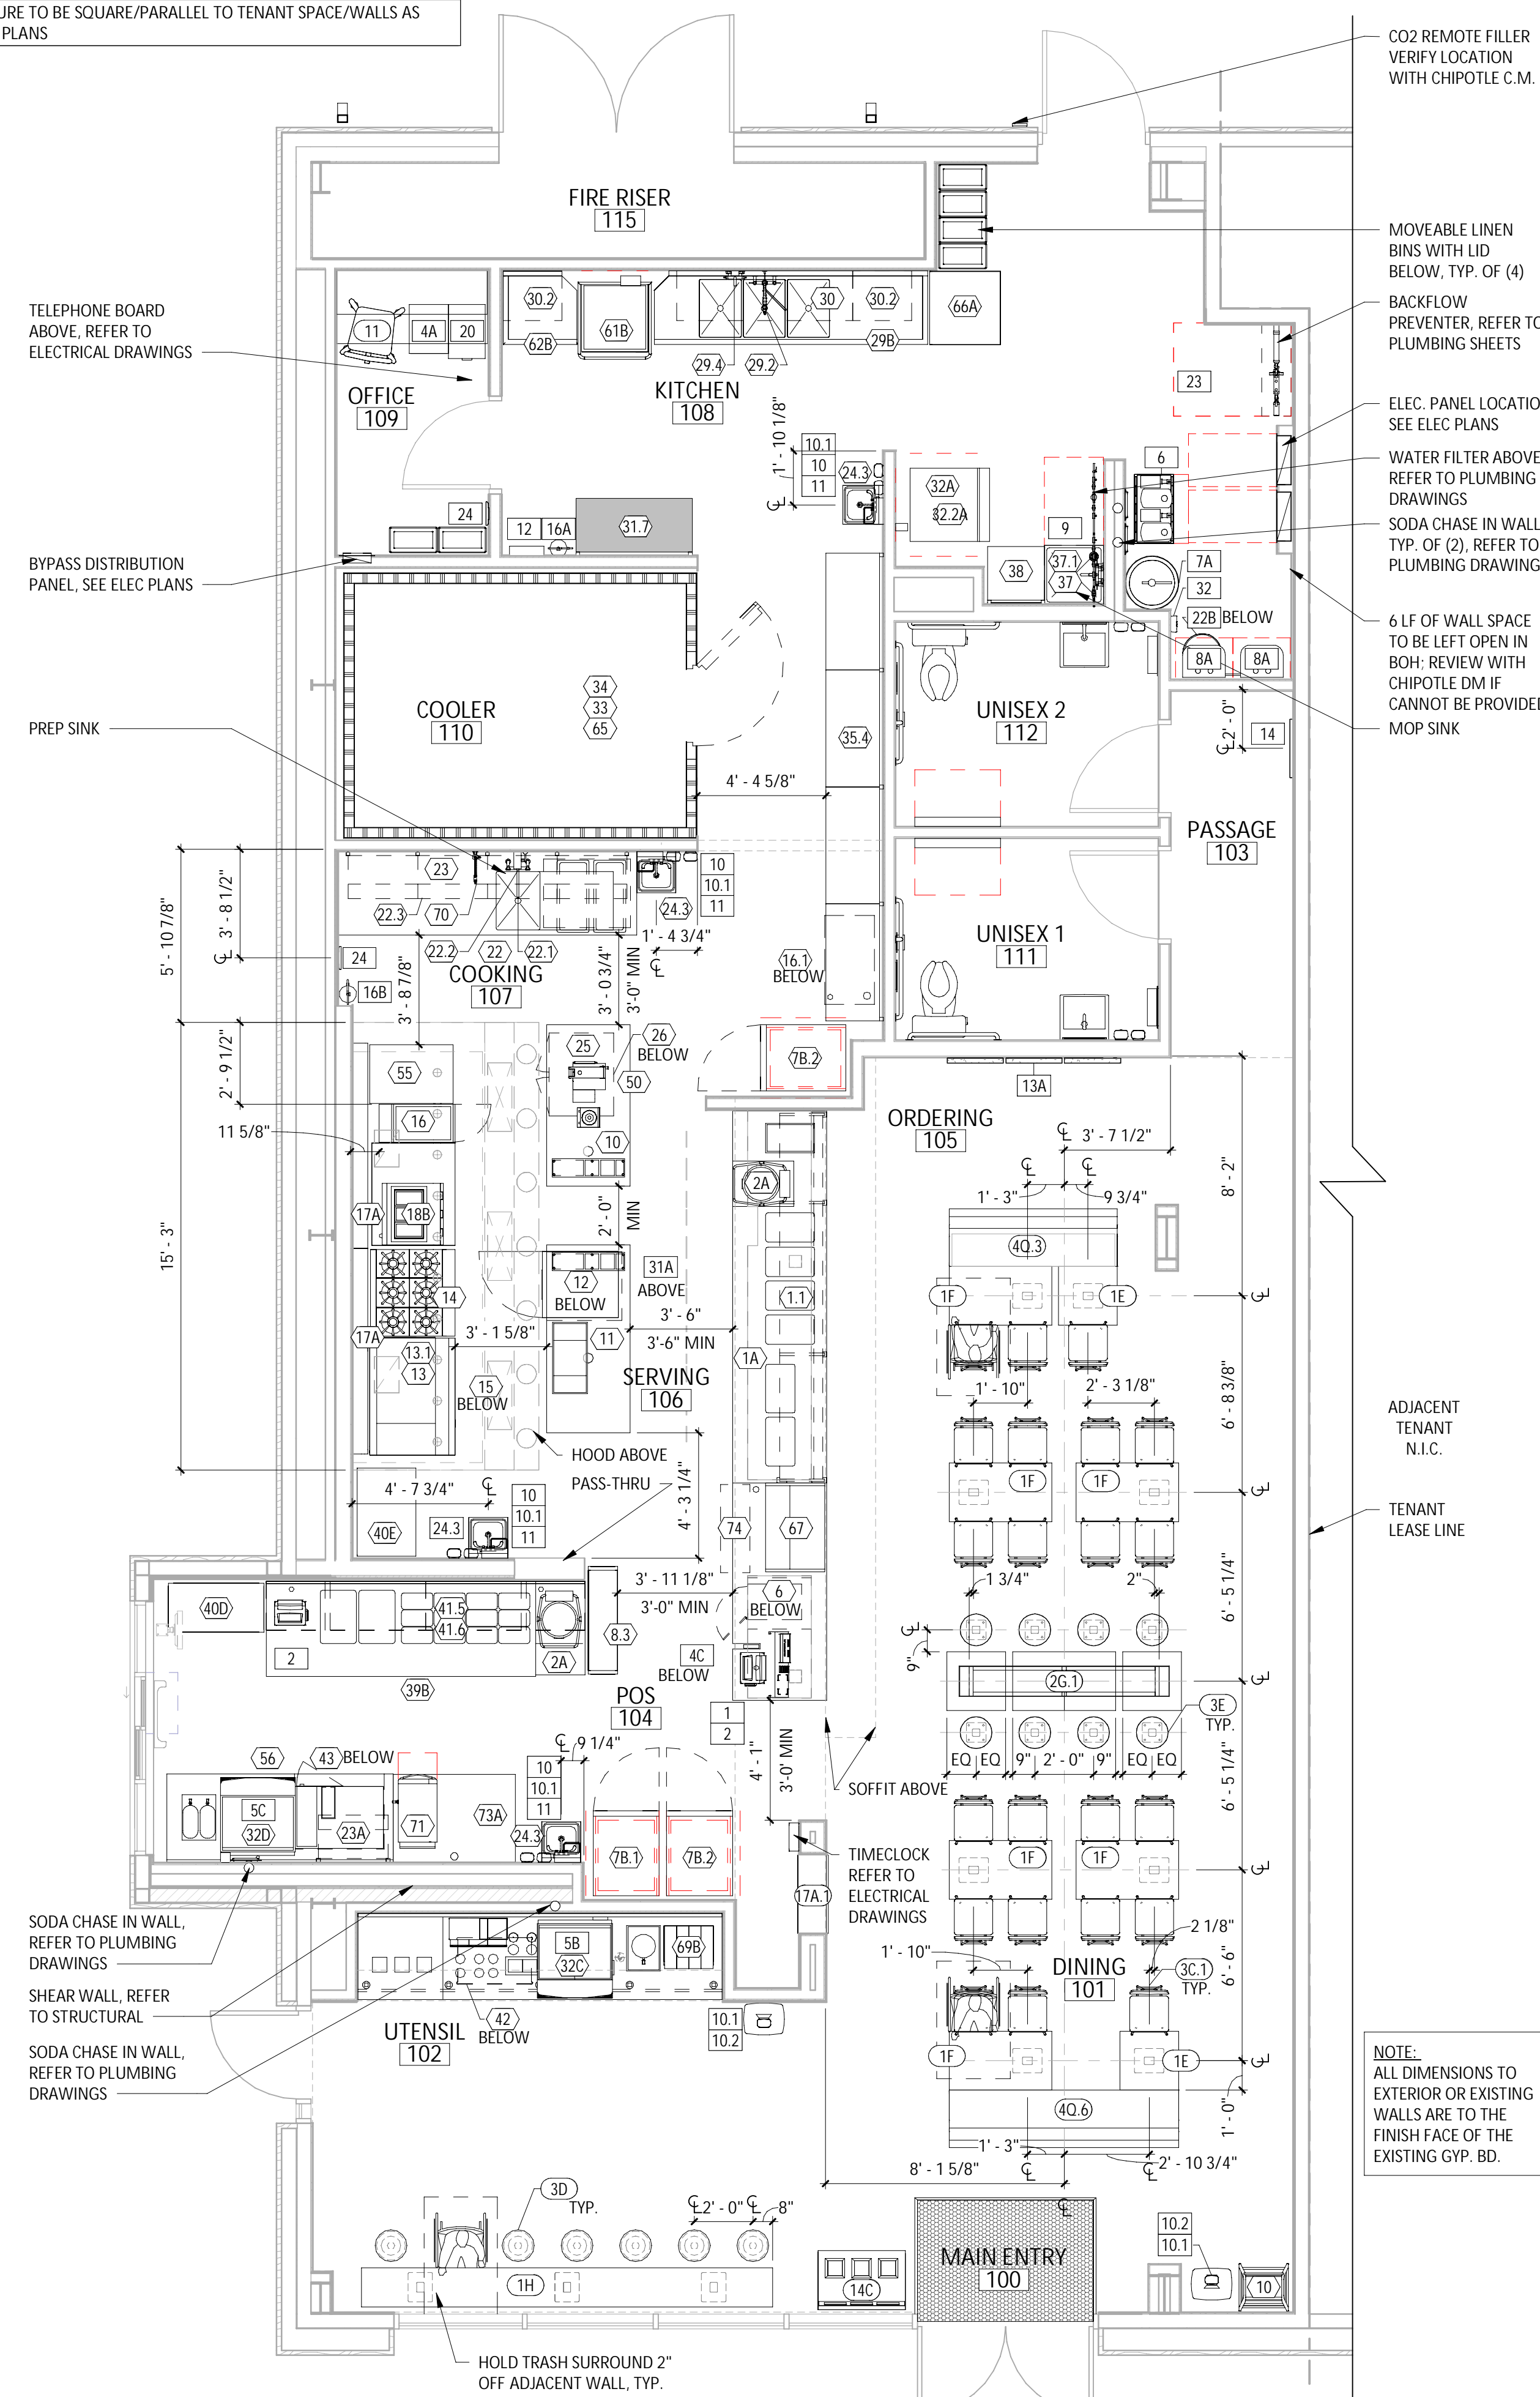 URE TO BE SQUARE/PARALLEL TO TENANT SPACE/WALLS AS
PLANS
CO2 REMOTE FILLER
VERIFY LOCATION
WITH CHIPOTLE C.M.
FIRE RISER
115
MOVEABLE LINEN
BINS WITH LID
BELOW, TYP. OF (4)
TELEPHONE BOARD
ABOVE, REFER TO
ELECTRICAL DRAWINGS
11
4A
20
30.2
61B
30
30.2
66A
62B
29B
29.4
29.2
BACKFLOW
PREVENTER, REFER TO
PLUMBING SHEETS
OFFICE
109
KITCHEN
108
23
ELEC. PANEL LOCATIO
SEE ELEC PLANS
1' - 10 1/8"
10.1
10
11
24.3
32A
32.2A
6
9
WATER FILTER ABOVE
REFER TO PLUMBING
DRAWINGS
24
12
16A
31.7
SODA CHASE IN WALL
TYP. OF (2), REFER TO
PLUMBING DRAWING
BYPASS DISTRIBUTION
PANEL, SEE ELEC PLANS
38
37.1
37
7A
32
22B
BELOW
8A
8A
6 LF OF WALL SPACE
TO BE LEFT OPEN IN
BOH; REVIEW WITH
CHIPOTLE DM IF
CANNOT BE PROVIDED
PREP SINK
COOLER
110
34
33
65
35.4
UNISEX 2
112
2' - 0"
14
MOP SINK
4' - 4 5/8"
PASSAGE
103
5' - 10 7/8"
3' - 8 1/2"
23
22.3
70
22.2
22
22.1
24.3
10
10.1
11
1' - 4 3/4"
COOKING
107
24
16B
3' - 8 7/8"
3' - 0 3/4"
3'-0" MIN
16.1
BELOW
UNISEX 1
111
2' - 9 1/2"
11 5/8"
55
16
25
26
BELOW
50
10
7B.2
13A
ORDERING
105
3' - 7 1/2"
8' - 2"
1' - 3"
9 3/4"
15' - 3"
17A
18B
2' - 0"
MIN
2A
4Q.3
14
12
BELOW
31A
ABOVE
1.1
1F
1E
17A
13.1
13
3' - 1 5/8"
11
3' - 6"
3'-6" MIN
1A
15
BELOW
SERVING
106
1' - 10"
2' - 3 1/8"
6' - 8 3/8"
ADJACENT
TENANT
N.I.C.
HOOD ABOVE
PASS-THRU
1F
1F
4' - 7 3/4"
40E
24.3
10
10.1
11
4' - 3 1/4"
74
67
TENANT
LEASE LINE
1 3/4"
2"
6' - 5 1/4"
40D
41.5
41.6
2
2A
39B
8.3
3' - 11 1/8"
3'-0" MIN
6
BELOW
4C
BELOW
9"
2G.1
3E
TYP.
POS
104
1
2
EQ
EQ
9"
2' - 0"
9"
EQ
EQ
6' - 5 1/4"
56
43
BELOW
9 1/4"
10
10.1
11
4' - 1"
3'-0' MIN
SOFFIT ABOVE
5C
32D
23A
71
73A
24.3
7B.1
7B.2
1F
1F
TIMECLOCK
REFER TO
ELECTRICAL
DRAWINGS
17A.1
SODA CHASE IN WALL,
REFER TO PLUMBING
DRAWINGS
5B
32C
69B
2 1/8"
1' - 10"
DINING
101
3C.1
TYP.
6' - 6"
SHEAR WALL, REFER
TO STRUCTURAL
UTENSIL
102
42
BELOW
10.1
10.2
SODA CHASE IN WALL,
REFER TO PLUMBING
DRAWINGS
1F
1E
NOTE:
ALL DIMENSIONS TO
EXTERIOR OR EXISTING
WALLS ARE TO THE
FINISH FACE OF THE
EXISTING GYP. BD.
4Q.6
1' - 0"
1' - 3"
2' - 10 3/4"
8' - 1 5/8"
3D
TYP.
2' - 0"
8"
MAIN ENTRY
100
10.2
10.1
1H
14C
10
HOLD TRASH SURROUND 2"
OFF ADJACENT WALL, TYP.